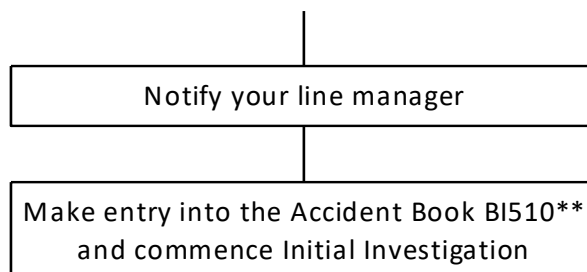 Notify your line manager
Make entry into the Accident Book BI510**
and commence Initial Investigation